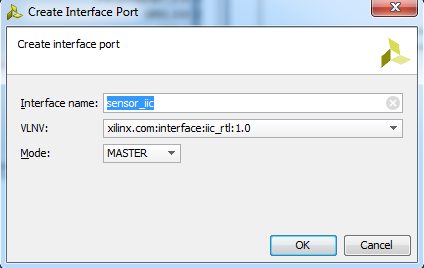 Create Interface Port
Create interface port
Interface name: sensor_iic
VLNV: xilinx.com:interface:iic_rtl:1.0
Mode: MASTER
OK Cancel